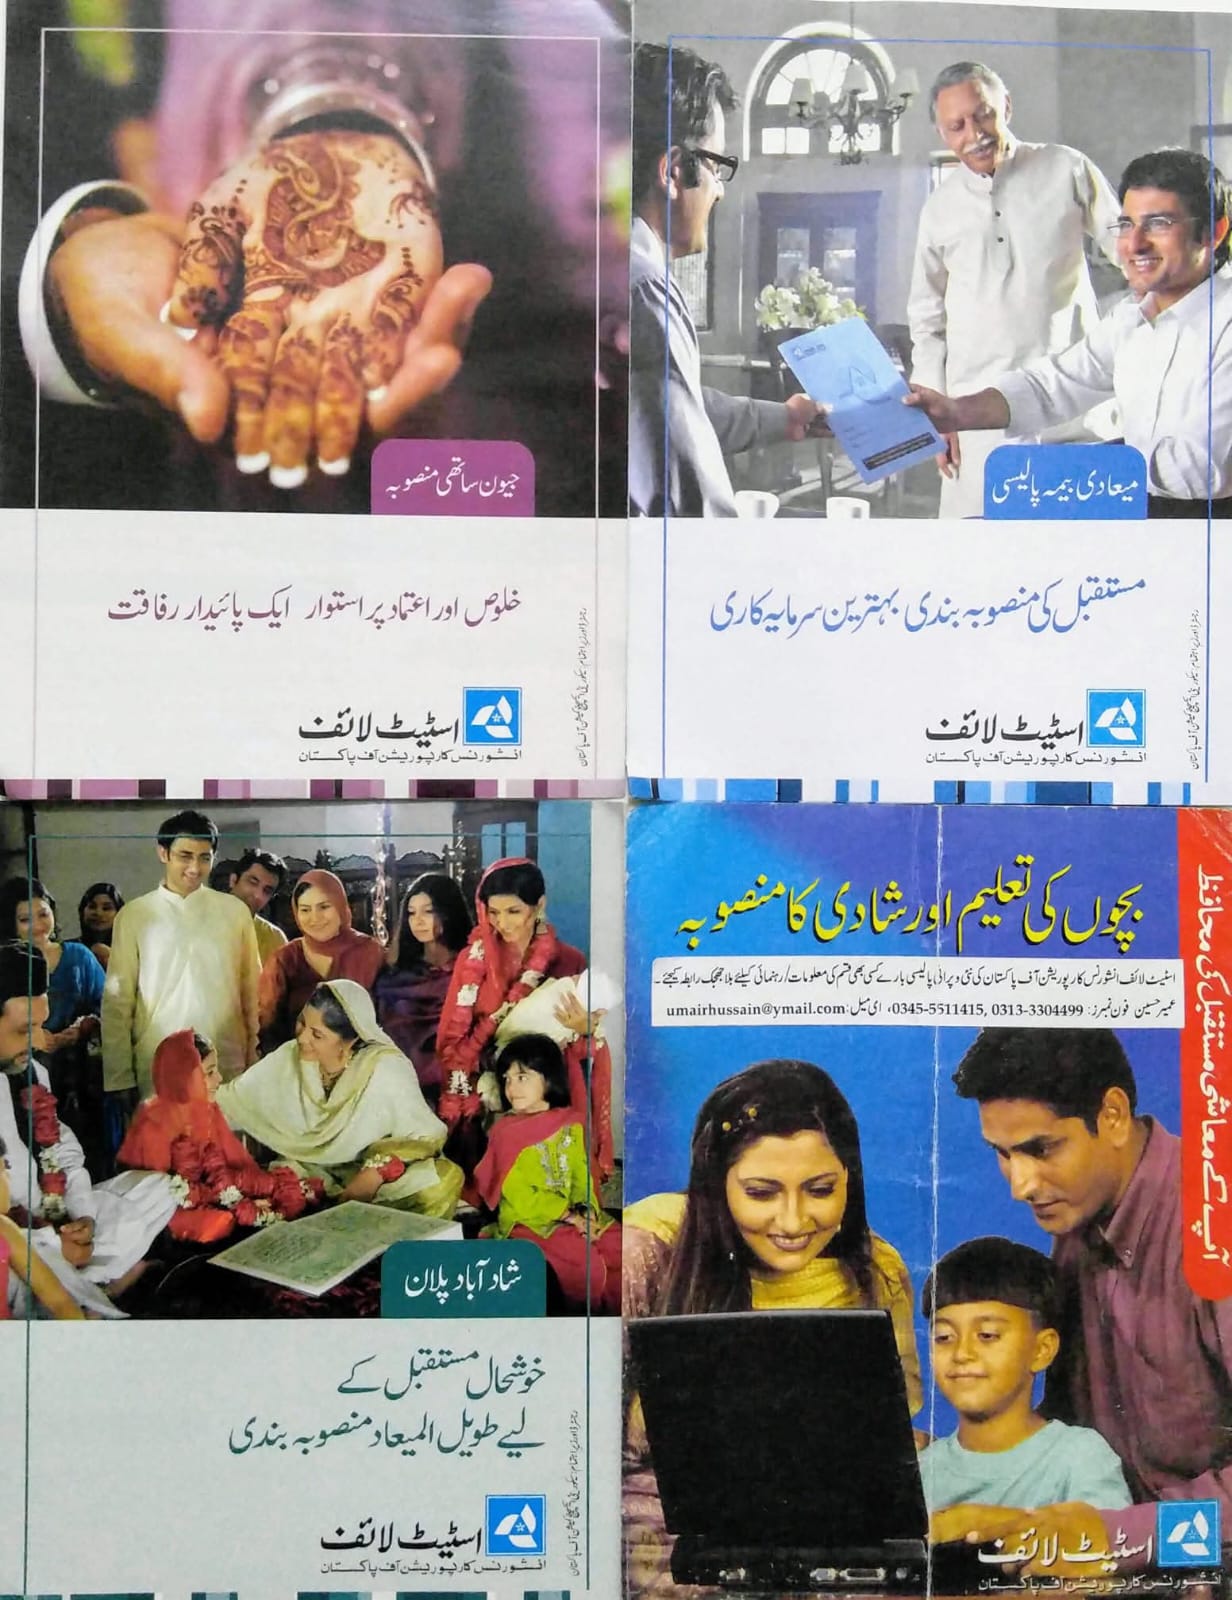 جیون ساتھی منصوبہ
خلوص اور اعتماد پر استوار ایک پائیدار رفاقت
اسٹیٹ لائف
انشورنس کارپوریشن آف پاکستان
میعادی بیمہ پالیسی
مستقبل کی منصوبہ بندی بہترین سرمایہ کاری
اسٹیٹ لائف
انشورنس کارپوریشن آف پاکستان
شاد آباد پلان
خوشحال مستقبل کے
لیے طویل المیعاد منصوبہ بندی
اسٹیٹ لائف
انشورنس کارپوریشن آف پاکستان
بچوں کی تعلیم اور شادی کا منصوبہ
اسٹیٹ لائف انشورنس کارپوریشن آف پاکستان کی نئی و پرانی پالیسی بارے کسی بھی قسم کی معلومات/رہنمائی کیلئے بلا جھجک رابطہ کیجئے۔
عمیر حسین فون نمبرز: 0313-3304499 ,0345-5511415، ای میل: umairhussain@ymail.com
آپ کے معاشی مستقبل کی محافظ
اسٹیٹ لائف
انشورنس کارپوریشن آف پاکستان